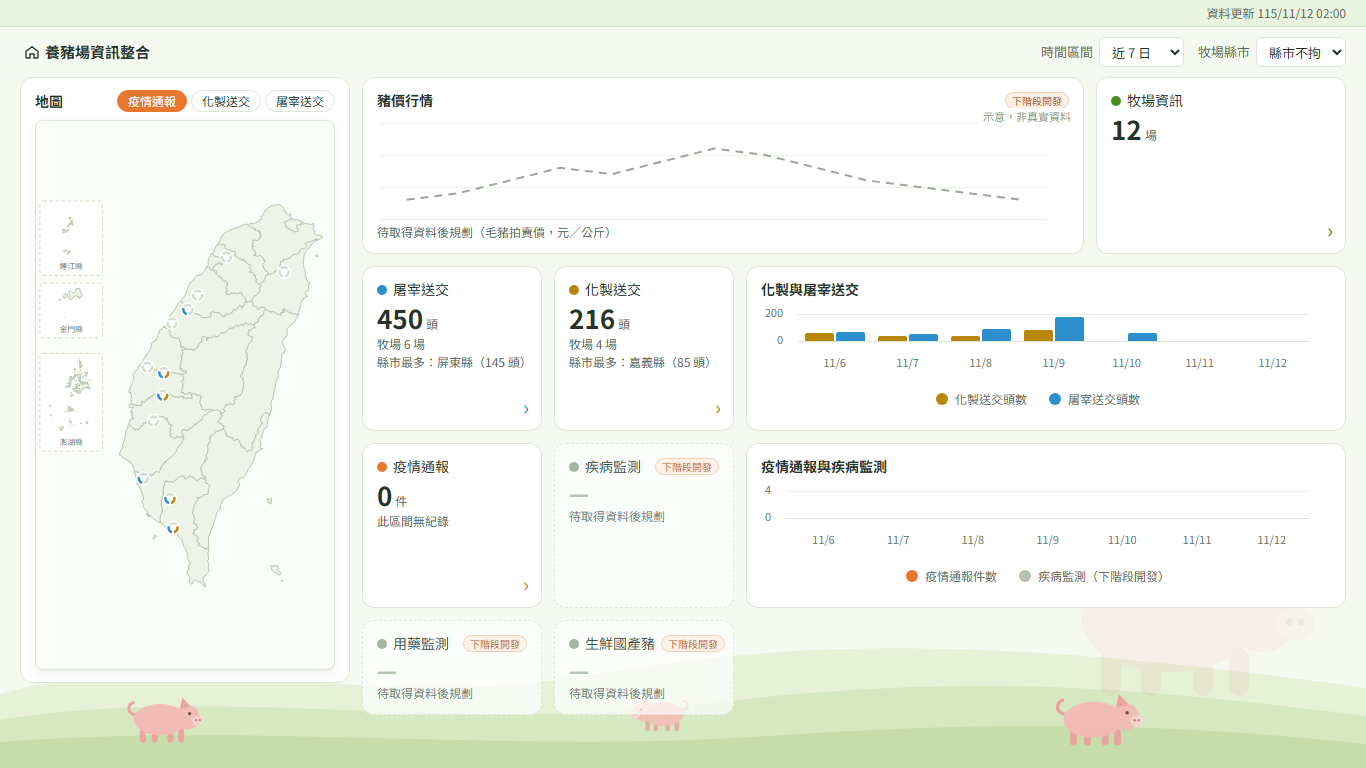 資料更新 115/11/12 02:00
養豬場資訊整合
時間區間 近 7 日 牧場縣市 縣市不拘
地圖 疫情通報 化製送交 屠宰送交
連江縣
金門縣
澎湖縣
豬價行情 下階段開發
示意，非真實資料
待取得資料後規劃（毛豬拍賣價，元／公斤）
牧場資訊
12 場
屠宰送交
450 頭
牧場 6 場
縣市最多：屏東縣（145 頭）
化製送交
216 頭
牧場 4 場
縣市最多：嘉義縣（85 頭）
化製與屠宰送交
200
0
11/6 11/7 11/8 11/9 11/10 11/11 11/12
化製送交頭數 屠宰送交頭數
疫情通報
0 件
此區間無紀錄
疾病監測 下階段開發
—
待取得資料後規劃
疫情通報與疾病監測
4
0
11/6 11/7 11/8 11/9 11/10 11/11 11/12
疫情通報件數 疾病監測（下階段開發）
用藥監測 下階段開發
—
待取得資料後規劃
生鮮國產豬 下階段開發
—
待取得資料後規劃